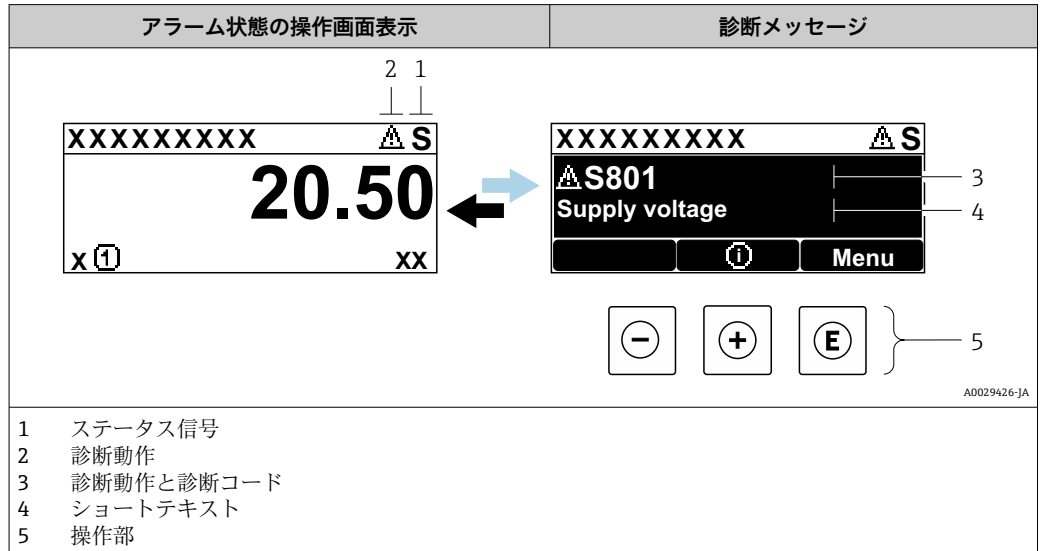 アラーム状態の操作画面表示 診断メッセージ
2 1
XXXXXXXXX ⚠ S
20.50
x ① xx
XXXXXXXXX ⚠ S
⚠S801
Supply voltage
ⓘ Menu
3
4
− + E
5
A0029426-JA
1 ステータス信号
2 診断動作
3 診断動作と診断コード
4 ショートテキスト
5 操作部